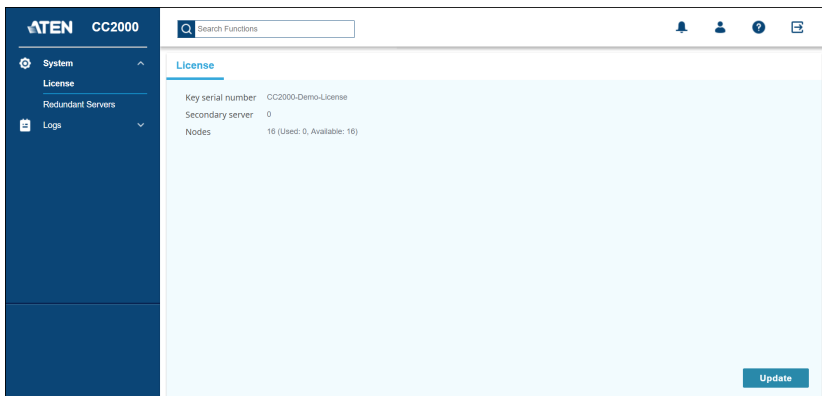 ATEN CC2000
Search Functions
System
License
Redundant Servers
Logs
License
Key serial number CC2000-Demo-License
Secondary server 0
Nodes 16 (Used: 0, Available: 16)
Update